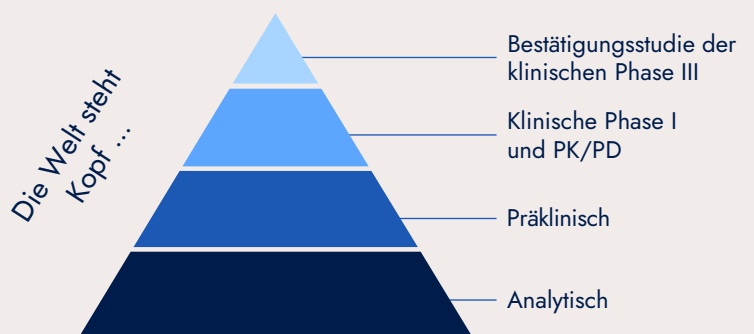 Die Welt steht
Kopf ...
Bestätigungsstudie der
klinischen Phase III
Klinische Phase I
und PK/PD
Präklinisch
Analytisch